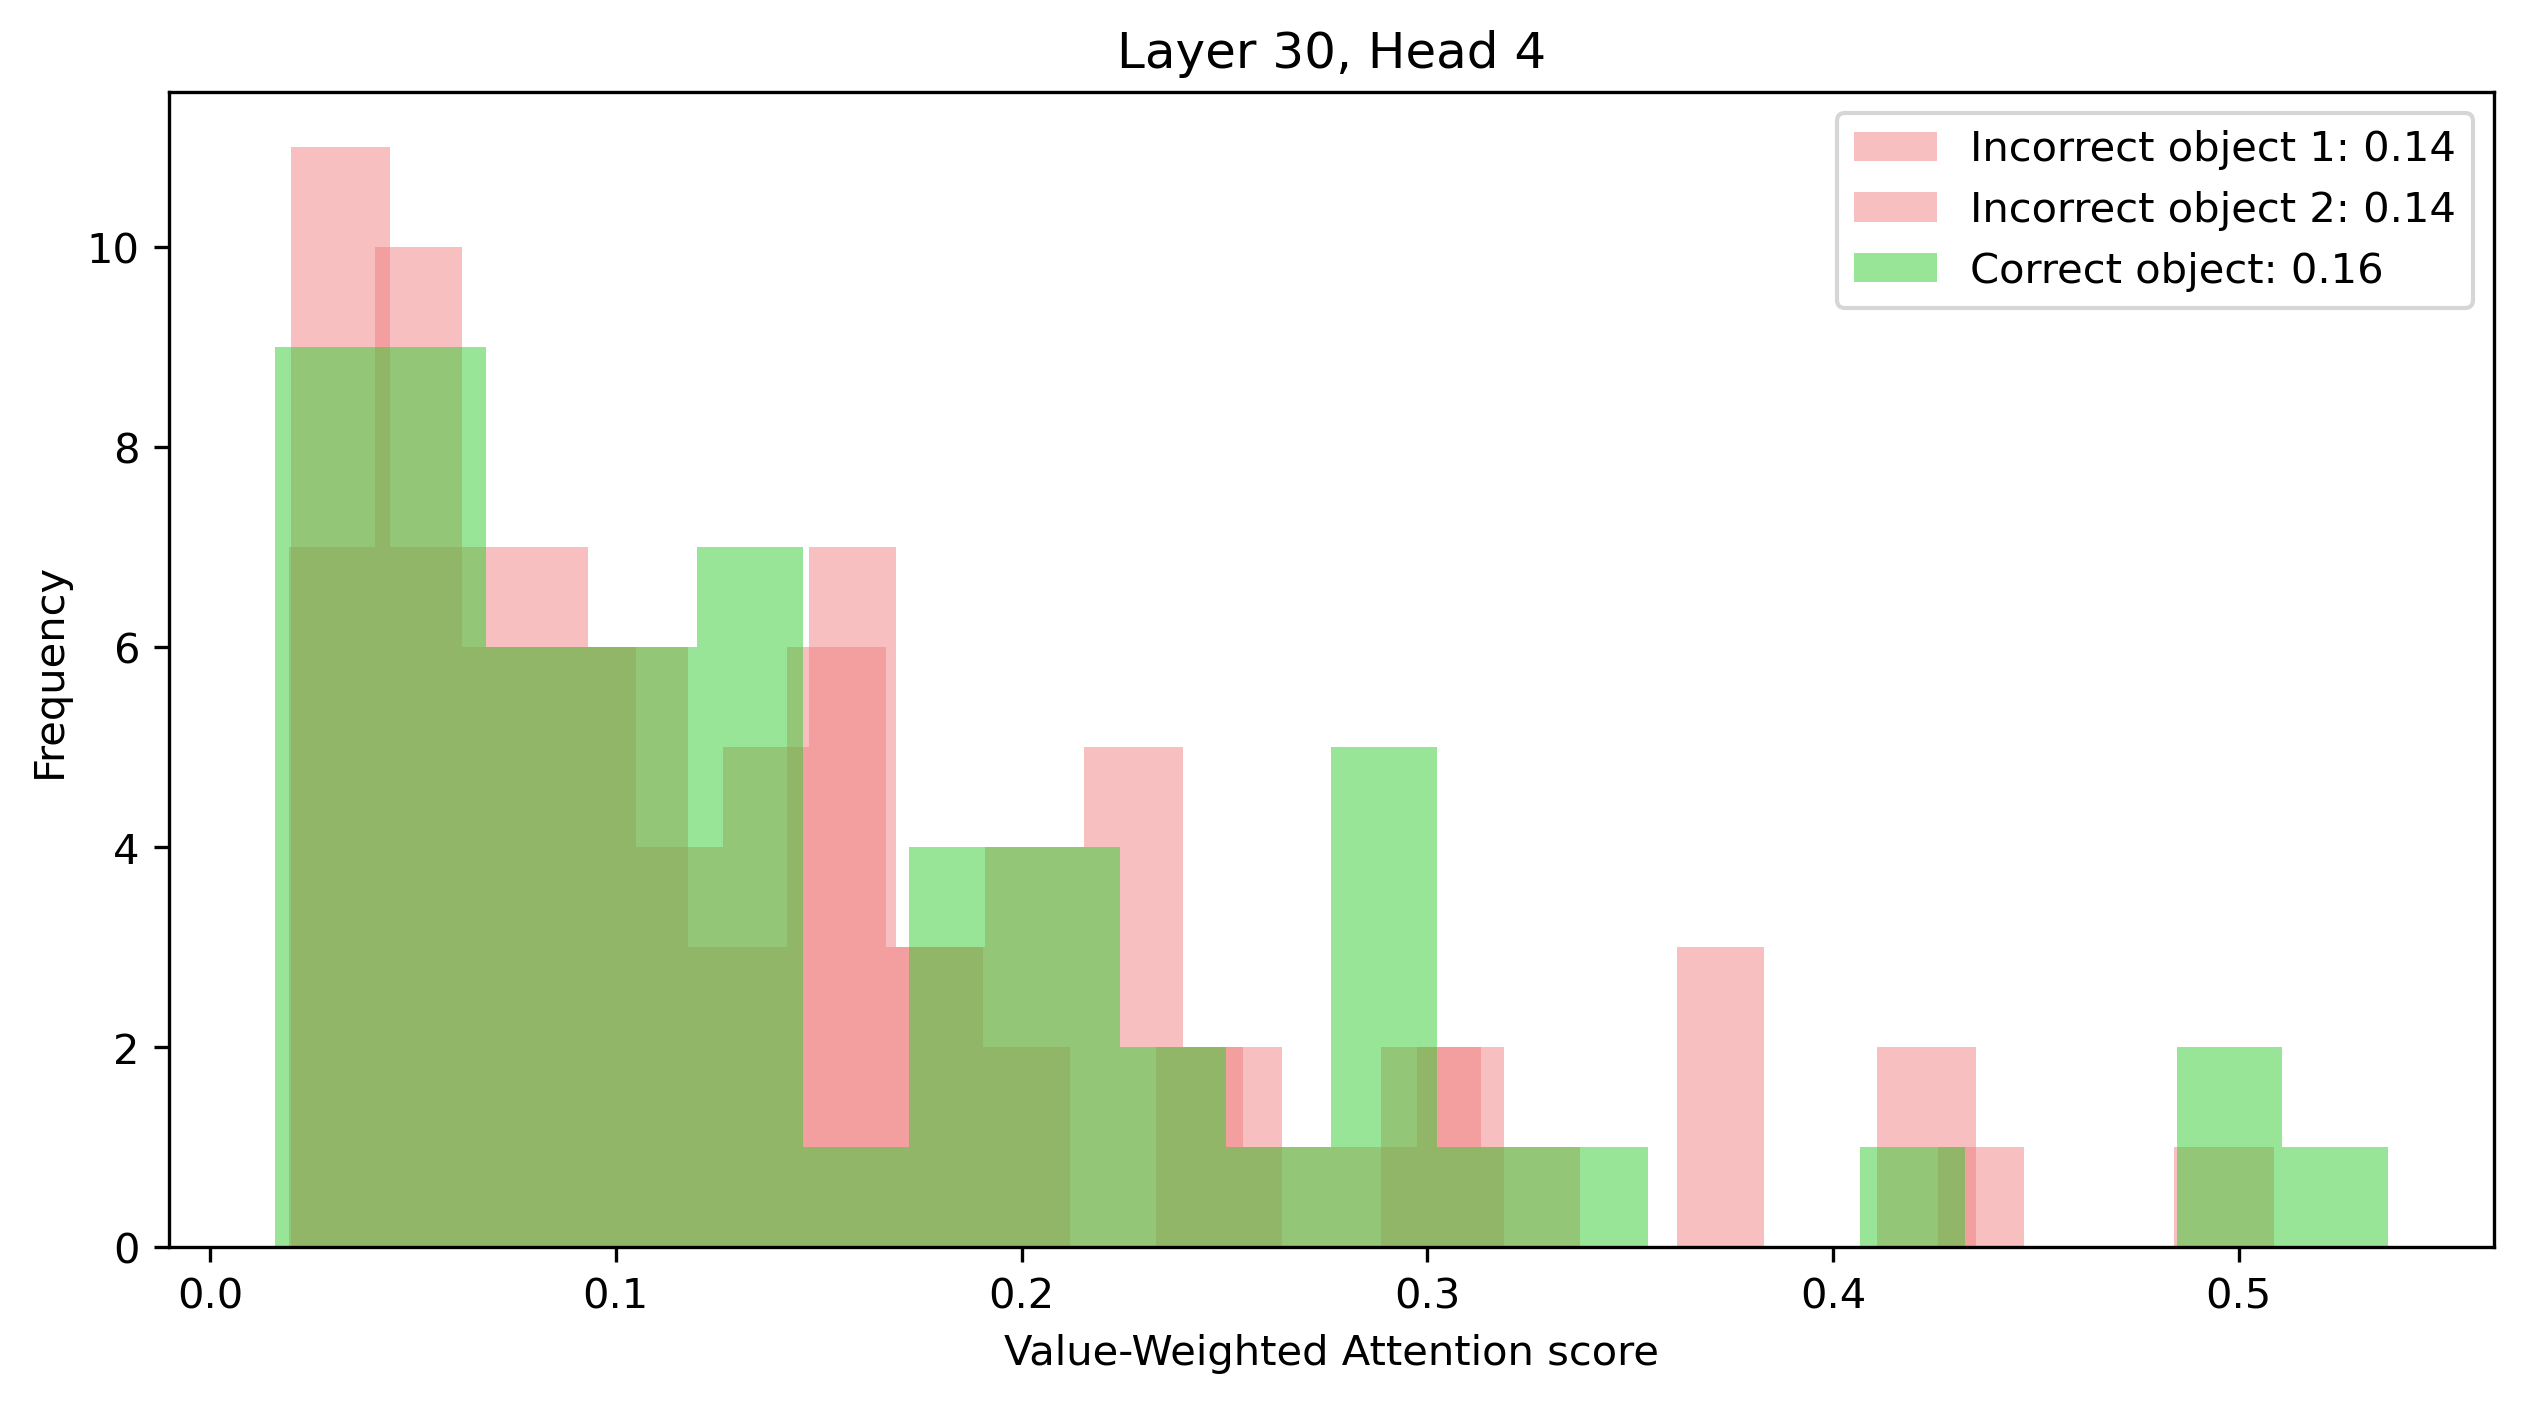 Layer 30, Head 4
Incorrect object 1: 0.14
Incorrect object 2: 0.14
Correct object: 0.16
Frequency
10
8
6
4
2
0
0.0 0.1 0.2 0.3 0.4 0.5
Value-Weighted Attention score